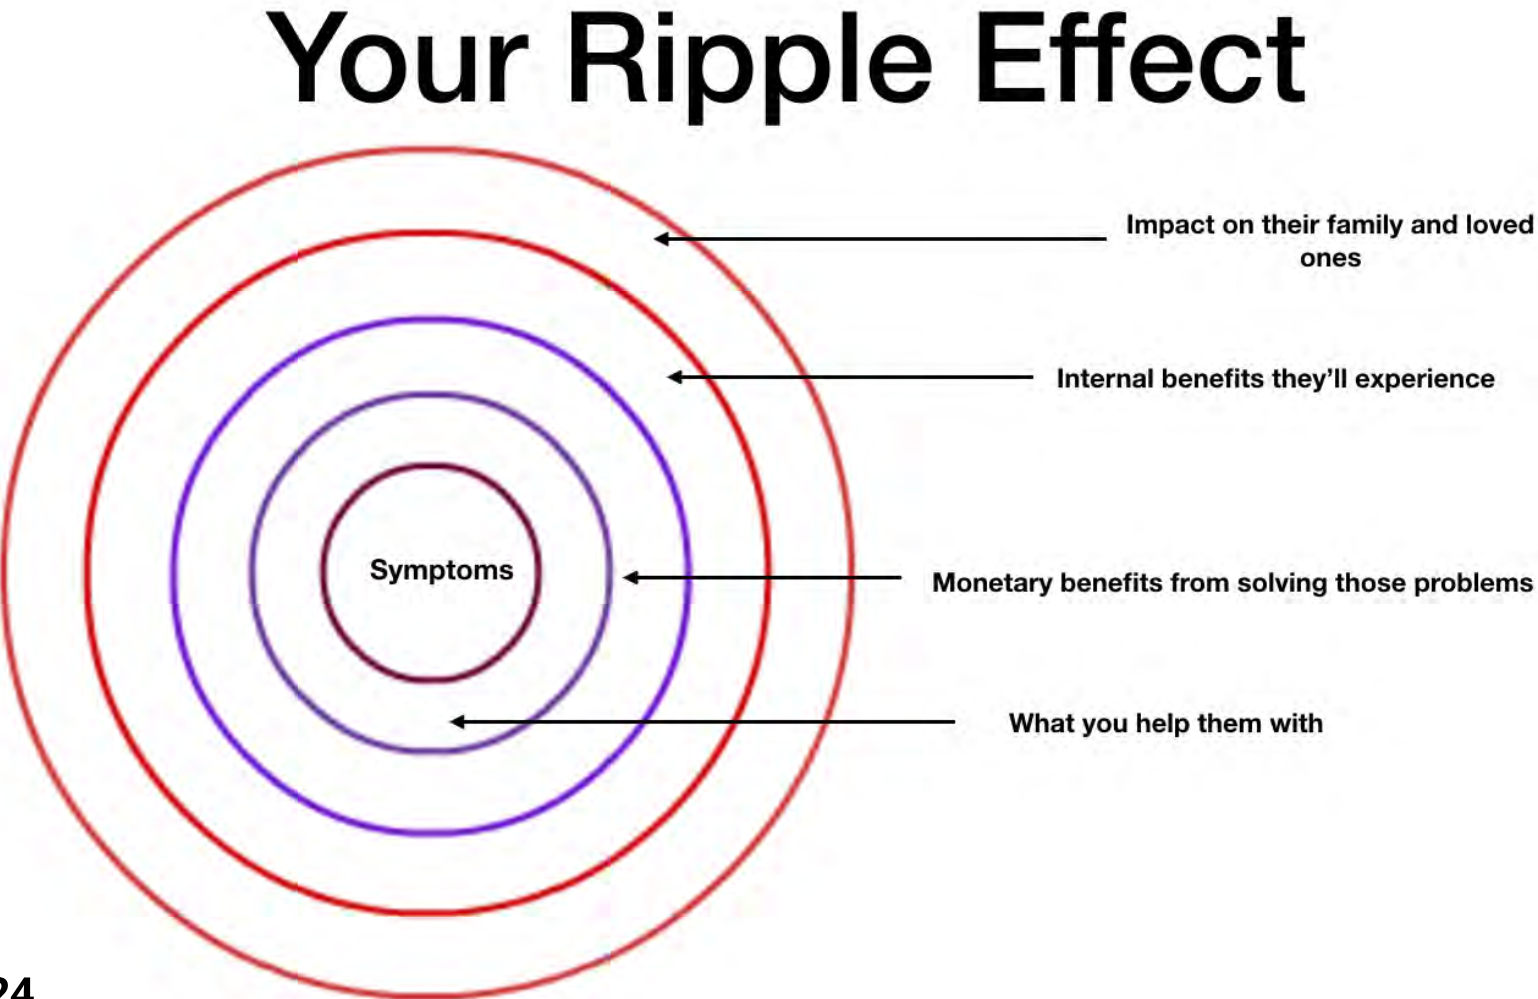 Your Ripple Effect
Impact on their family and loved
ones
Internal benefits they’ll experience
Symptoms
Monetary benefits from solving those problems
What you help them with
24